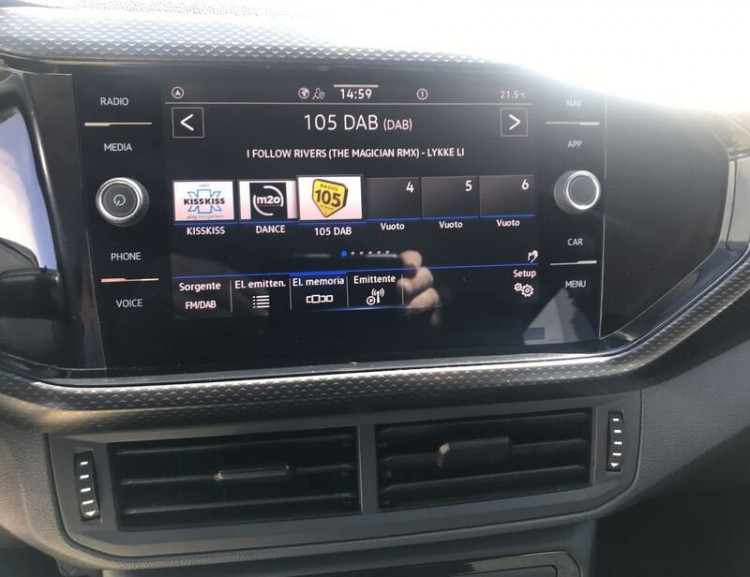 RADIO
MEDIA
PHONE
VOICE
14:59
21.5°C
105 DAB (DAB)
I FOLLOW RIVERS (THE MAGICIAN RMX) - LYKKE LI
KISSKISS
m2o
RADIO
105
4
5
6
KISSKISS
DANCE
105 DAB
Vuoto
Vuoto
Vuoto
Sorgente
FM/DAB
El. emitten.
El. memoria
Emittente
Setup
NAV
APP
CAR
MENU